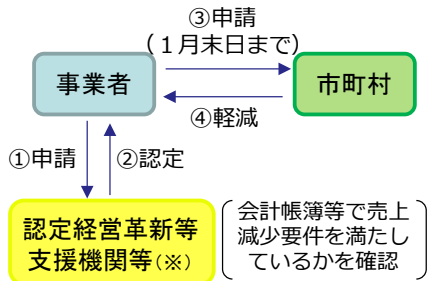 ③申請
（１月末日まで）
事業者
市町村
④軽減
①申請
②認定
認定経営革新等
支援機関等(※)
会計帳簿等で売上
減少要件を満たし
ているかを確認